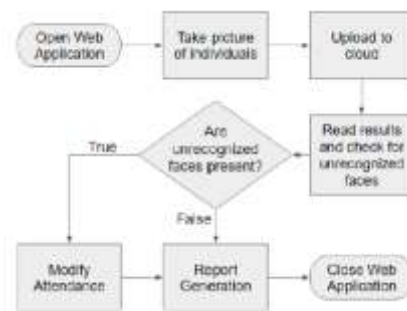 Open Web
Application
Take picture
of individuals
Upload to
cloud
Are
unrecognized
faces present?
Read results
and check for
unrecognized
faces
True
False
Modify
Attendance
Report
Generation
Close Web
Application